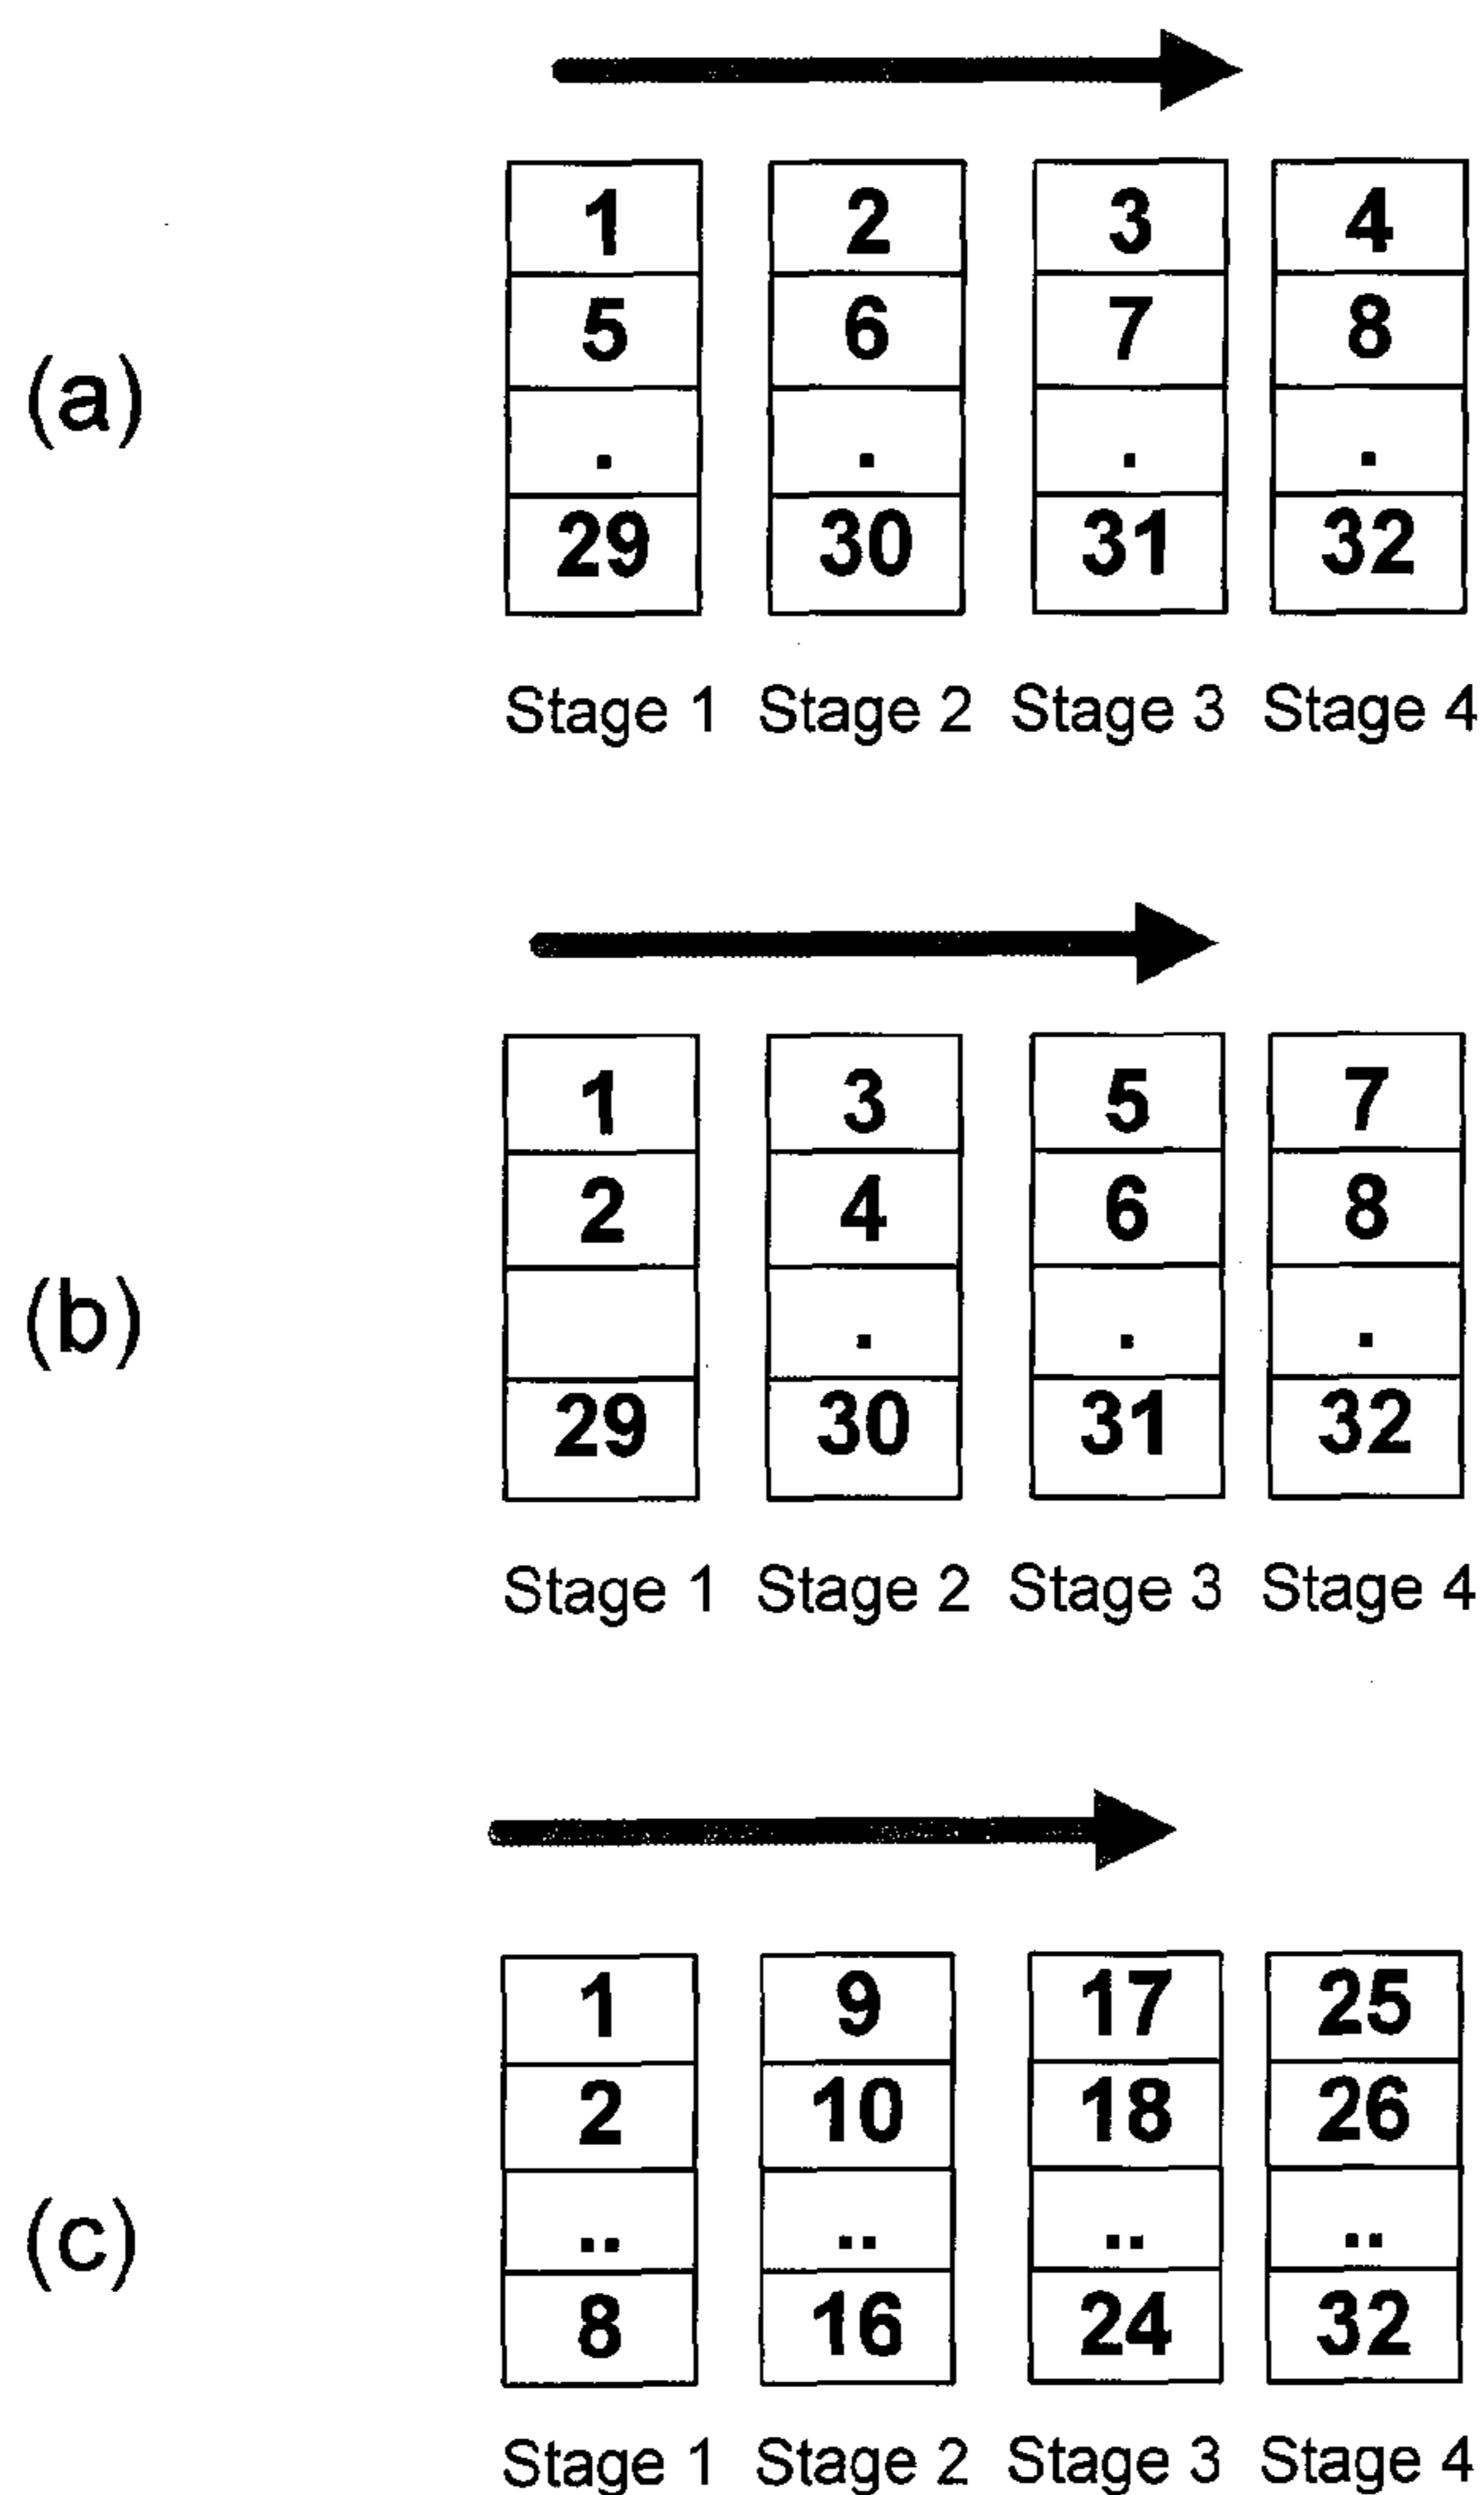 1 2 3 4
5 6 7 8
(a)
. . . .
29 30 31 32
Stage 1 Stage 2 Stage 3 Stage 4
1 3 5 7
2 4 6 8
(b)
. . .
29 30 31 32
Stage 1 Stage 2 Stage 3 Stage 4
1 9 17 25
2 10 18 26
(c)
.. .. .. ..
8 16 24 32
Stage 1 Stage 2 Stage 3 Stage 4